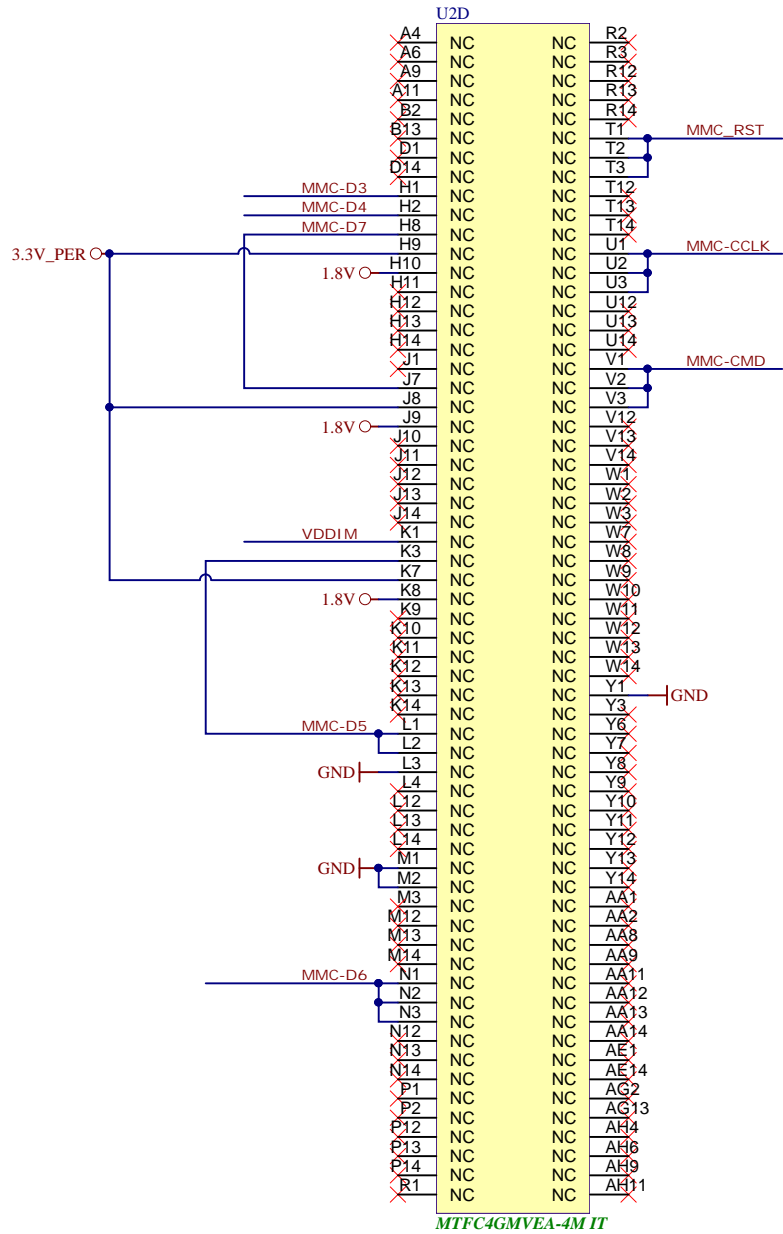 U2D
A4 NC NC R2
A6 NC NC R3
A9 NC NC R12
A11 NC NC R13
B2 NC NC R14
B13 NC NC T1 MMC_RST
D1 NC NC T2
D14 NC NC T3
MMC-D3 H1 NC NC T12
MMC-D4 H2 NC NC T13
MMC-D7 H8 NC NC T14
3.3V_PER H9 NC NC U1 MMC-CCLK
1.8V H10 NC NC U2
H11 NC NC U3
H12 NC NC U12
H13 NC NC U13
H14 NC NC U14
J1 NC NC V1 MMC-CMD
J7 NC NC V2
J8 NC NC V3
1.8V J9 NC NC V12
J10 NC NC V13
J11 NC NC V14
J12 NC NC W1
J13 NC NC W2
J14 NC NC W3
VDDIM K1 NC NC W7
K3 NC NC W8
K7 NC NC W9
1.8V K8 NC NC W10
K9 NC NC W11
K10 NC NC W12
K11 NC NC W13
K12 NC NC W14
K13 NC NC Y1 GND
K14 NC NC Y3
MMC-D5 L1 NC NC Y6
L2 NC NC Y7
GND L3 NC NC Y8
L4 NC NC Y9
L12 NC NC Y10
L13 NC NC Y11
L14 NC NC Y12
GND M1 NC NC Y13
M2 NC NC Y14
M3 NC NC AA1
M12 NC NC AA2
M13 NC NC AA8
M14 NC NC AA9
MMC-D6 N1 NC NC AA11
N2 NC NC AA12
N3 NC NC AA13
N12 NC NC AA14
N13 NC NC AE1
N14 NC NC AE14
P1 NC NC AG2
P2 NC NC AG13
P12 NC NC AH4
P13 NC NC AH6
P14 NC NC AH9
R1 NC NC AH11
MTFC4GMVEA-4M IT